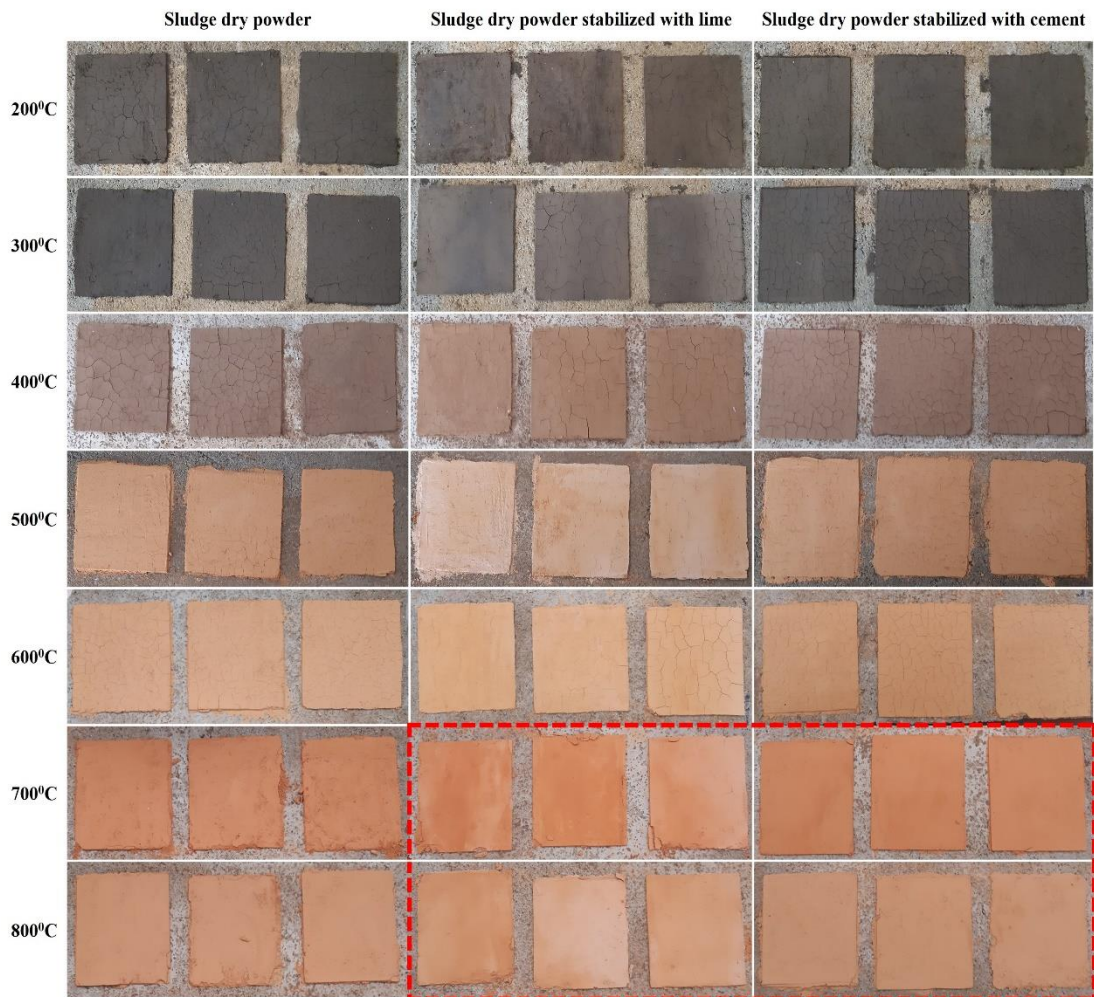 Sludge dry powder
Sludge dry powder stabilized with lime
Sludge dry powder stabilized with cement
200⁰C
300⁰C
400⁰C
500⁰C
600⁰C
700⁰C
800⁰C